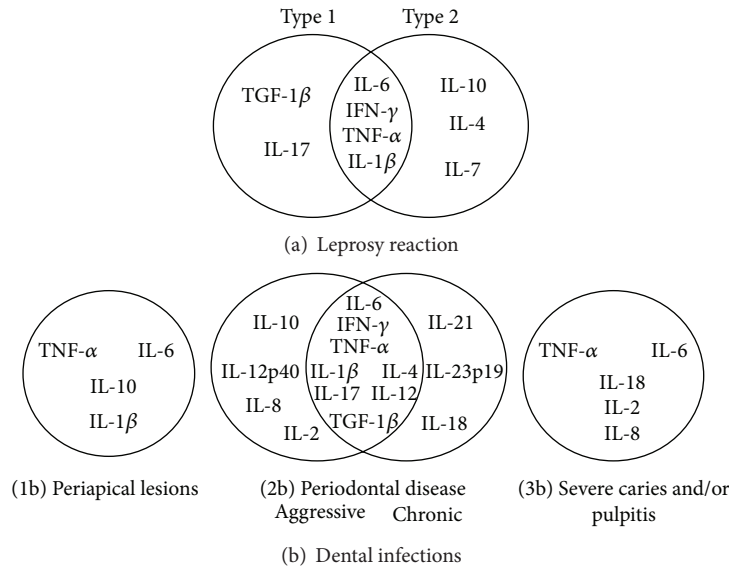 Type 1 Type 2
TGF-1β
IL-17
IL-6
IFN-γ
TNF-α
IL-1β
IL-10
IL-4
IL-7
(a) Leprosy reaction
TNF-α IL-6
IL-10
IL-1β
(1b) Periapical lesions
IL-10
IL-12p40
IL-8
IL-2
IL-6
IFN-γ
TNF-α
IL-1β IL-4
IL-17 IL-12
TGF-1β
IL-21
IL-23p19
IL-18
(2b) Periodontal disease
Aggressive Chronic
TNF-α IL-6
IL-18
IL-2
IL-8
(3b) Severe caries and/or
pulpitis
(b) Dental infections